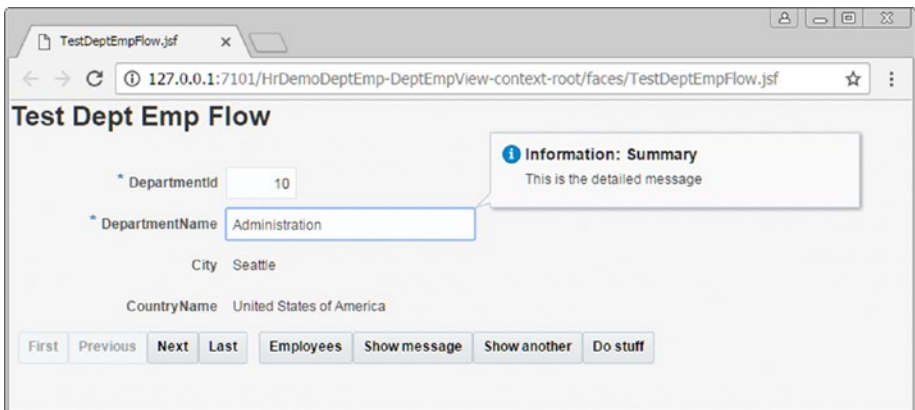 TestDeptEmpFlow.jsf
127.0.0.1:7101/HrDemoDeptEmp-DeptEmpView-context-root/faces/TestDeptEmpFlow.jsf
Test Dept Emp Flow
Information: Summary
This is the detailed message
* DepartmentId 10
* DepartmentName Administration
City Seattle
CountryName United States of America
First Previous Next Last Employees Show message Show another Do stuff